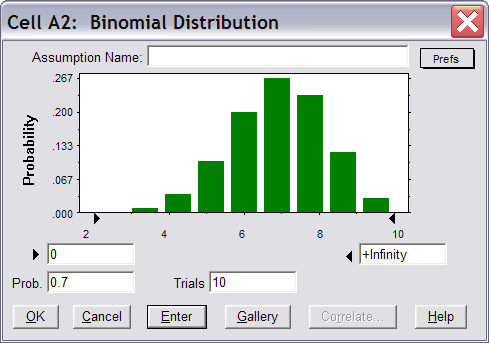 Cell A2: Binomial Distribution
Assumption Name:
Prefs
Probability
.267
.200
.133
.067
.000
2 4 6 8 10
0
+Infinity
Prob. 0.7 Trials 10
OK Cancel Enter Gallery Correlate... Help